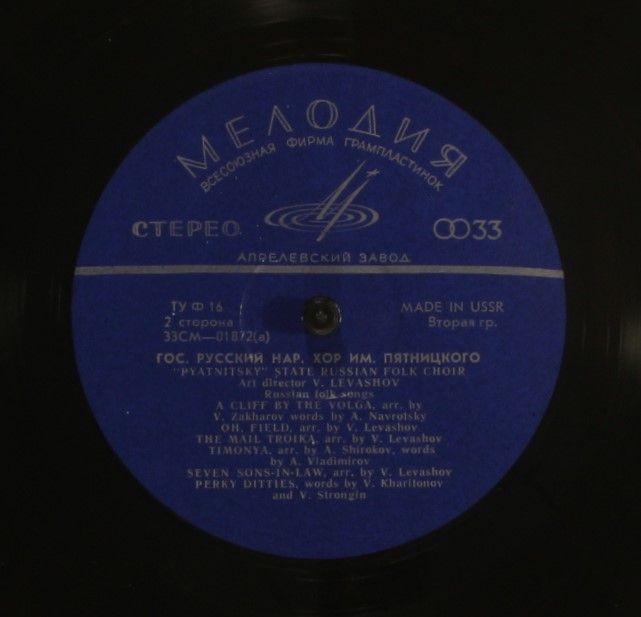 МЕЛОДИЯ
ВСЕСОЮЗНАЯ ФИРМА ГРАМПЛАСТИНОК
СТЕРЕО 33
АПРЕЛЕВСКИЙ ЗАВОД
ТУ Ф 16 MADE IN USSR
2 сторона Вторая гр.
33СМ—01872(а)
ГОС. РУССКИЙ НАР. ХОР ИМ. ПЯТНИЦКОГО
"PYATNITSKY" STATE RUSSIAN FOLK CHOIR
Art director V. LEVASHOV
Russian folk songs
A CLIFF BY THE VOLGA, arr. by
V. Zakharov words by A. Navrotsky
OH, FIELD, arr. by V. Levashov
THE MAIL TROIKA, arr. by V. Levashov
TIMONYA, arr. by A. Shirokov, words
by A. Vladimirov
SEVEN SONS-IN-LAW, arr. by V. Levashov
PERKY DITTIES, words by V. Kharitonov
and V. Strongin